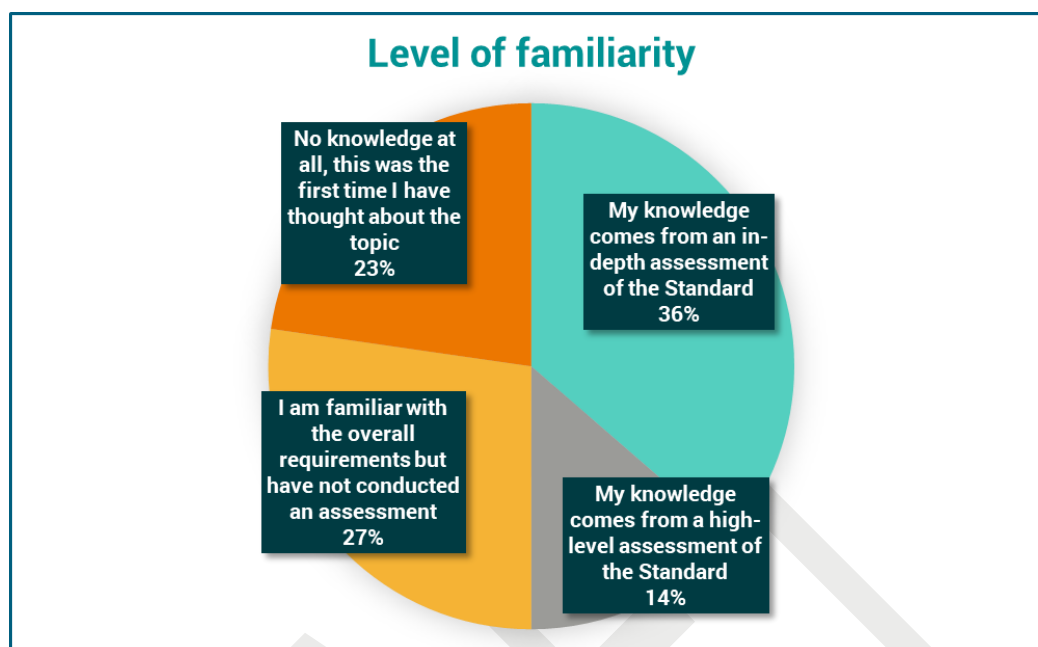 Level of familiarity
No knowledge at
all, this was the
first time I have
thought about the
topic
23%
My knowledge
comes from an in-
depth assessment
of the Standard
36%
I am familiar with
the overall
requirements but
have not conducted
an assessment
27%
My knowledge
comes from a high-
level assessment of
the Standard
14%